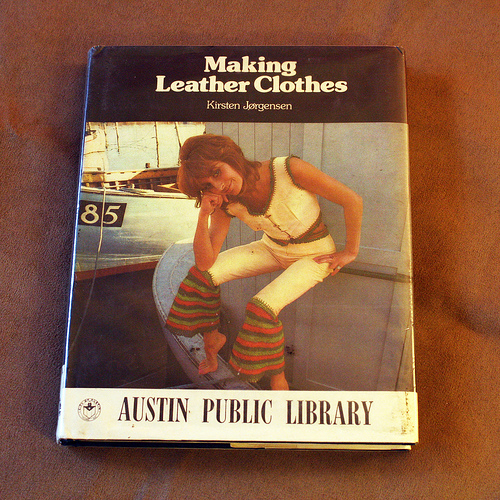 Making
Leather Clothes
Kirsten Jørgensen
85
AUSTIN PUBLIC LIBRARY